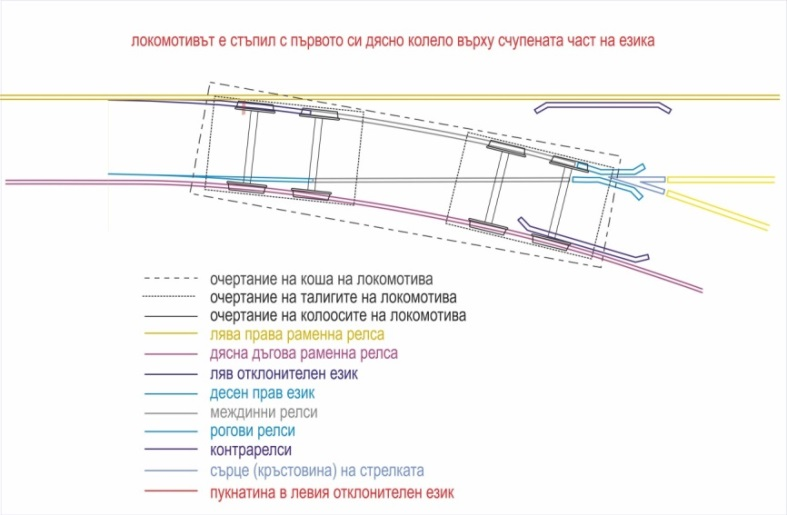 локомотивът е стъпил с първото си дясно колело върху счупената част на езика
очертание на коша на локомотива
очертание на талигите на локомотива
очертание на колоосите на локомотива
лява права раменна релса
дясна дъгова раменна релса
ляв отклонителен език
десен прав език
междинни релси
рогови релси
контрарелси
сърце (кръстовина) на стрелката
пукнатина в левия отклонителен език